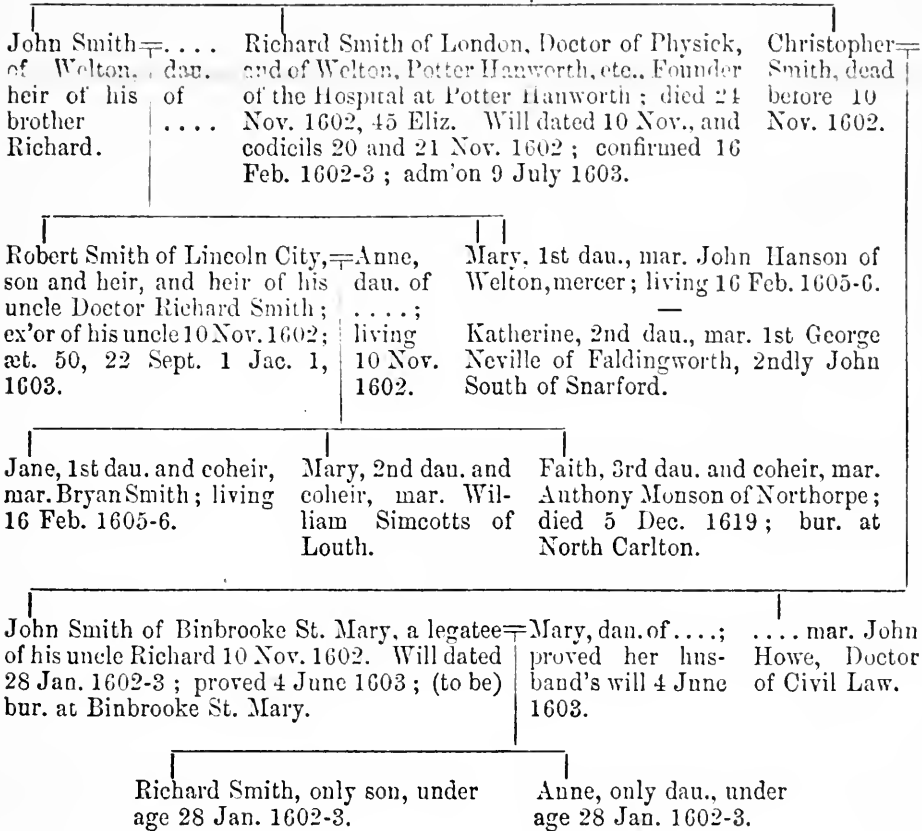 John Smith=. . . .
of Welton, dau.
heir of his of
brother . . . .
Richard.
Richard Smith of London, Doctor of Physick,
and of Welton, Potter Hanworth, etc., Founder
of the Hospital at Potter Hanworth ; died 21
Nov. 1602, 45 Eliz. Will dated 10 Nov., and
codicils 20 and 21 Nov. 1602 ; confirmed 16
Feb. 1602-3 ; adm'on 9 July 1603.
Christopher=
Smith, dead
before 10
Nov. 1602.
Robert Smith of Lincoln City,=
son and heir, and heir of his
uncle Doctor Richard Smith ;
ex'or of his uncle 10 Nov. 1602 ;
æt. 50, 22 Sept. 1 Jac. 1,
1603.
Anne,
dau. of
. . . . ;
living
10 Nov.
1602.
Mary, 1st dau., mar. John Hanson of
Welton, mercer ; living 16 Feb. 1605-6.
—
Katherine, 2nd dau., mar. 1st George
Neville of Faldingworth, 2ndly John
South of Snarford.
Jane, 1st dau. and coheir,
mar. Bryan Smith ; living
16 Feb. 1605-6.
Mary, 2nd dau. and
coheir, mar. Wil-
liam Simcotts of
Louth.
Faith, 3rd dau. and coheir, mar.
Anthony Monson of Northorpe ;
died 5 Dec. 1619 ; bur. at
North Carlton.
John Smith of Binbrooke St. Mary, a legatee=
of his uncle Richard 10 Nov. 1602. Will dated
28 Jan. 1602-3 ; proved 4 June 1603 ; (to be)
bur. at Binbrooke St. Mary.
Mary, dau. of . . . . ;
proved her hus-
band's will 4 June
1603.
. . . . mar. John
Howe, Doctor
of Civil Law.
Richard Smith, only son, under
age 28 Jan. 1602-3.
Anne, only dau., under
age 28 Jan. 1602-3.